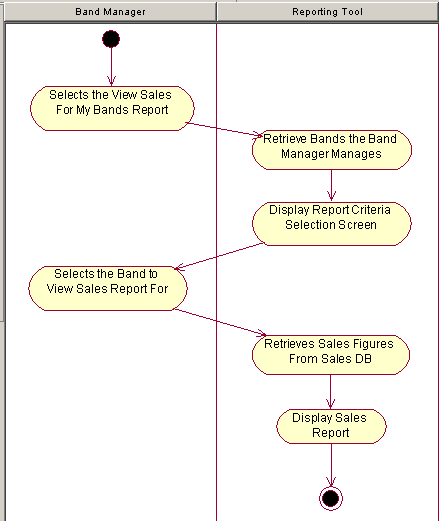 Band Manager
Reporting Tool
Selects the View Sales
For My Bands Report
Retrieve Bands the Band
Manager Manages
Display Report Criteria
Selection Screen
Selects the Band to
View Sales Report For
Retrieves Sales Figures
From Sales DB
Display Sales
Report